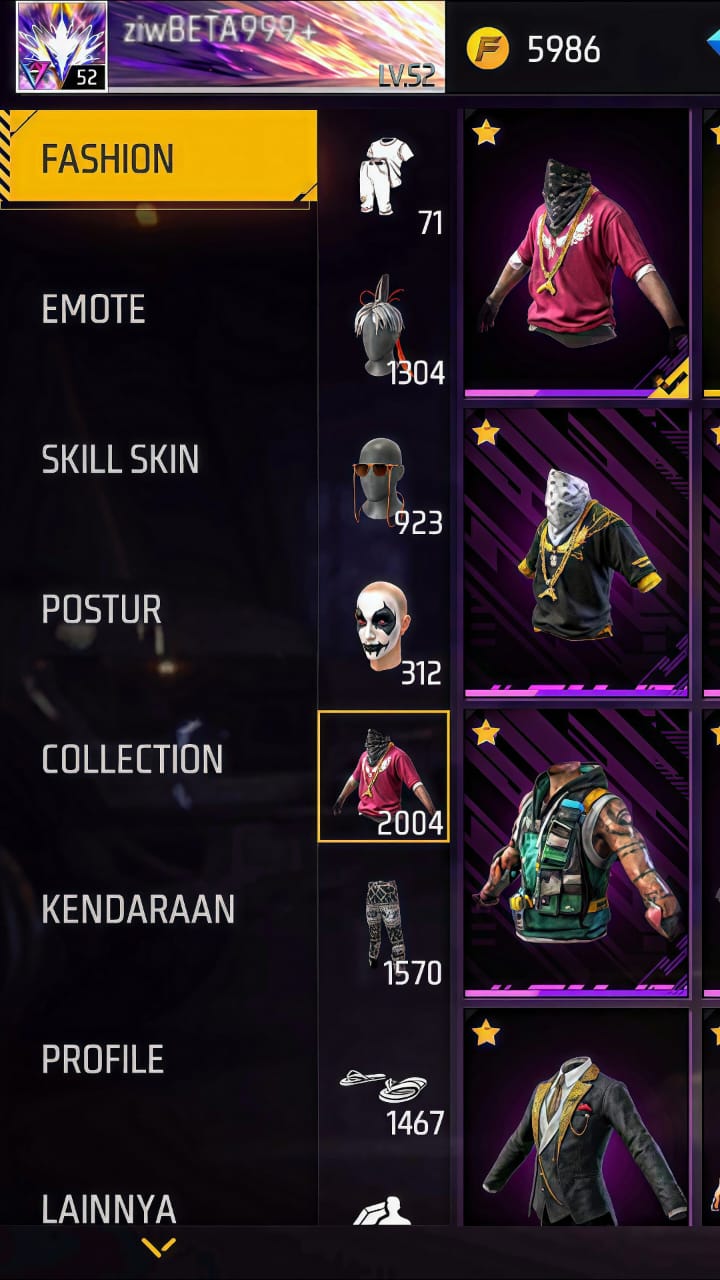 ziwBETA999+
52
LV.52
5986
FASHION
EMOTE
SKILL SKIN
POSTUR
COLLECTION
KENDARAAN
PROFILE
LAINNYA
71
1304
923
312
2004
1570
1467